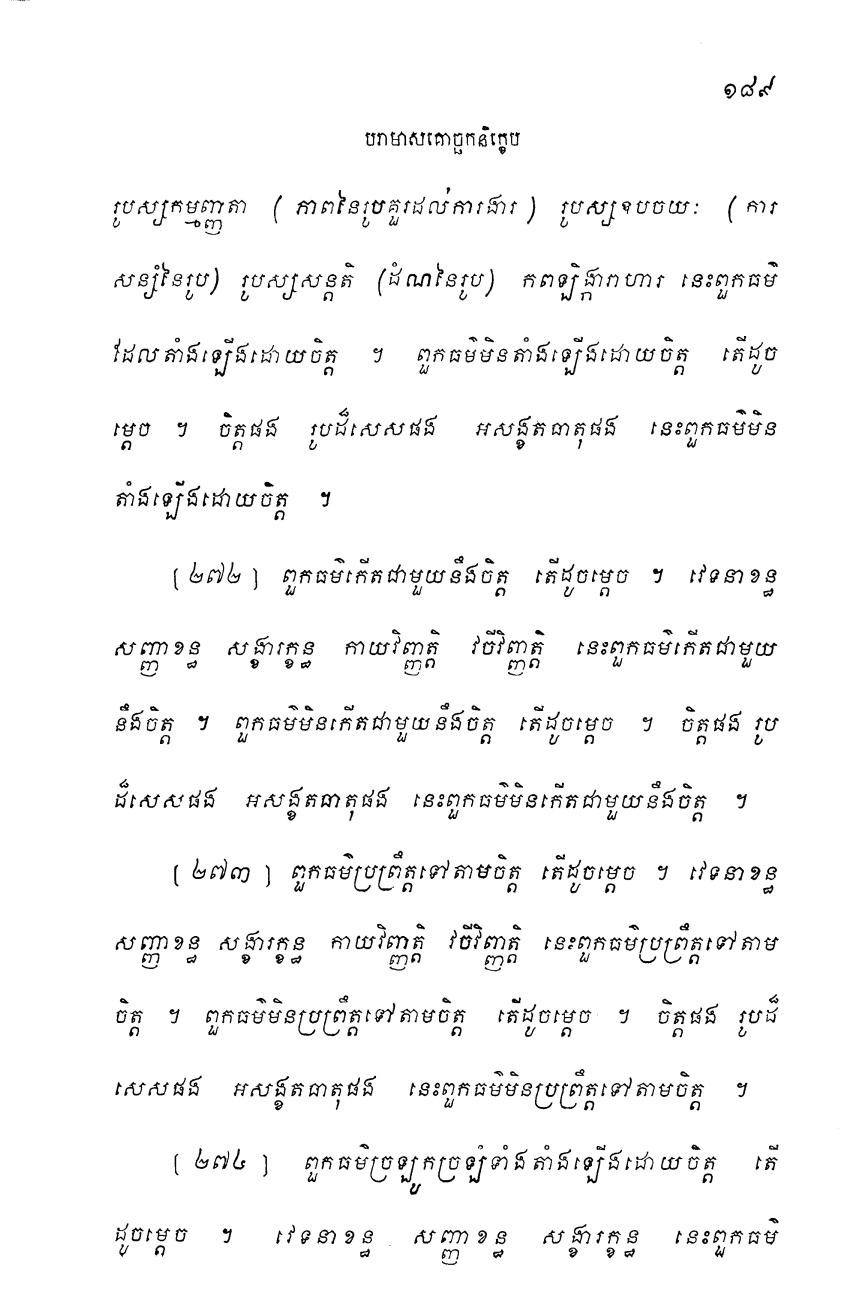 ១៨៩
បរាមាសគោច្ឆកនិក្ខេប
រូបស្សកម្មញ្ញតា ( ភាពនៃរូបគួរដល់ការងារ ) រូបស្សឧបចយៈ (ការ
សន្សំនៃរូប) រូបស្សសន្តតិ (ដំណនៃរូប) កពឡិង្ការាហារ នេះពួកធម៌
ដែលតាំងឡើងដោយចិត្ត ។ ពួកធម៌មិនតាំងឡើងដោយចិត្ត តើដូច
ម្តេច ។ ចិត្តផង រូបដ៏សេសផង អសង្ខតធាតុផង នេះពួកធម៌មិន
តាំងឡើងដោយចិត្ត ។
[២៧២] ពួកធម៌កើតជាមួយនឹងចិត្ត តើដូចម្តេច ។ វេទនាខន្ធ
សញ្ញាខន្ធ សង្ខារក្ខន្ធ កាយវិញ្ញត្តិ វចីវិញ្ញត្តិ នេះពួកធម៌កើតជាមួយ
នឹងចិត្ត ។ ពួកធម៌មិនកើតជាមួយនឹងចិត្ត តើដូចម្តេច ។ ចិត្តផង រូប
ដ៏សេសផង អសង្ខតធាតុផង នេះពួកធម៌មិនកើតជាមួយនឹងចិត្ត ។
[២៧៣] ពួកធម៌ប្រព្រឹត្តទៅតាមចិត្ត តើដូចម្តេច ។ វេទនាខន្ធ
សញ្ញាខន្ធ សង្ខារក្ខន្ធ កាយវិញ្ញត្តិ វចីវិញ្ញត្តិ នេះពួកធម៌ប្រព្រឹត្តទៅតាម
ចិត្ត ។ ពួកធម៌មិនប្រព្រឹត្តទៅតាមចិត្ត តើដូចម្តេច ។ ចិត្តផង រូបដ៏
សេសផង អសង្ខតធាតុផង នេះពួកធម៌មិនប្រព្រឹត្តទៅតាមចិត្ត ។
[២៧៤] ពួកធម៌ច្រឡូកច្រឡំទាំងតាំងឡើងដោយចិត្ត តើ
ដូចម្តេច ។ វេទនាខន្ធ សញ្ញាខន្ធ សង្ខារក្ខន្ធ នេះពួកធម៌